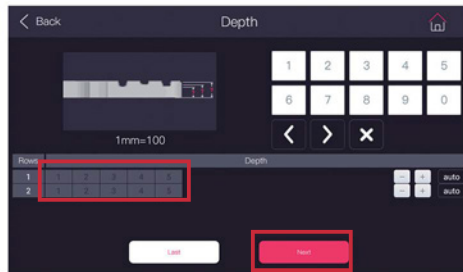 Back
Depth
1 2 3 4 5
6 7 8 9 0
1mm=100
Rows Depth
1 1 2 3 4 5 - + auto
2 1 2 3 4 5 - + auto
Last Next